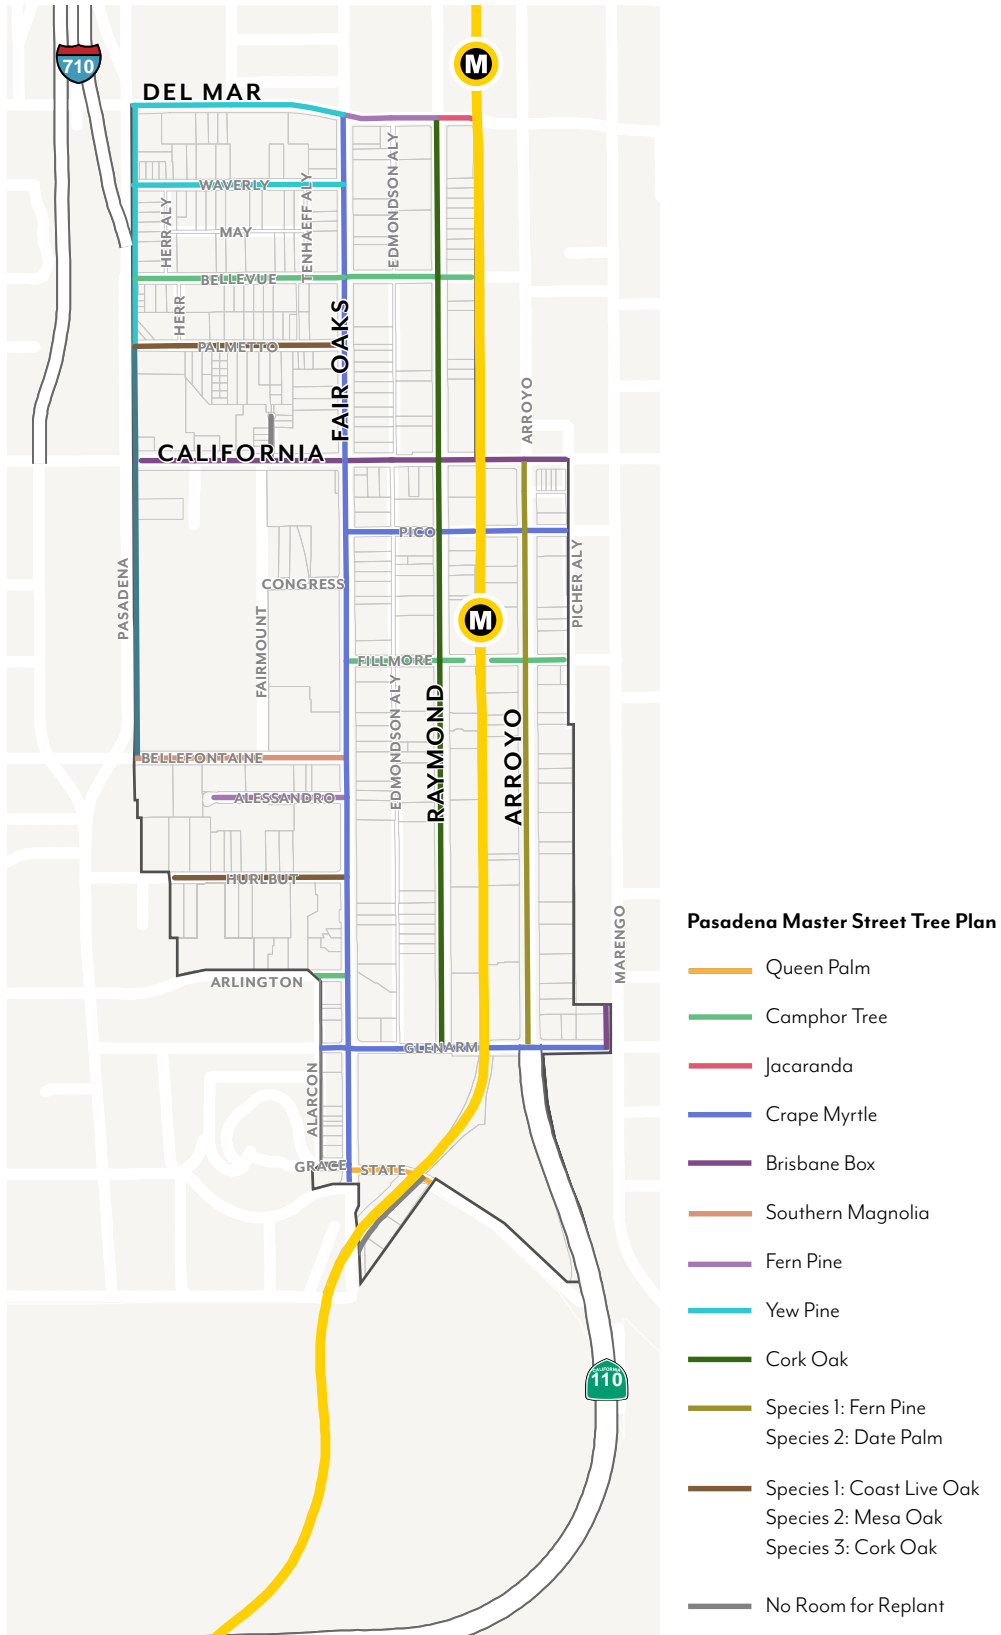 M
710
DEL MAR
EDMONDSON ALY
WAVERLY
TENHAEFF ALY
HERR ALY
MAY
BELLEVUE
HERR
FAIR OAKS
PALMETTO
ARROYO
CALIFORNIA
PICO
PICHER ALY
PASADENA
CONGRESS
M
FAIRMOUNT
FILLMORE
EDMONDSON ALY
RAYMOND
ARROYO
BELLEFONTAINE
ALESSANDRO
HURLBUT
MARENGO
ARLINGTON
GLENARM
ALARCON
GRACE
STATE
CALIFORNIA
110
Pasadena Master Street Tree Plan
Queen Palm
Camphor Tree
Jacaranda
Crape Myrtle
Brisbane Box
Southern Magnolia
Fern Pine
Yew Pine
Cork Oak
Species 1: Fern Pine
Species 2: Date Palm
Species 1: Coast Live Oak
Species 2: Mesa Oak
Species 3: Cork Oak
No Room for Replant